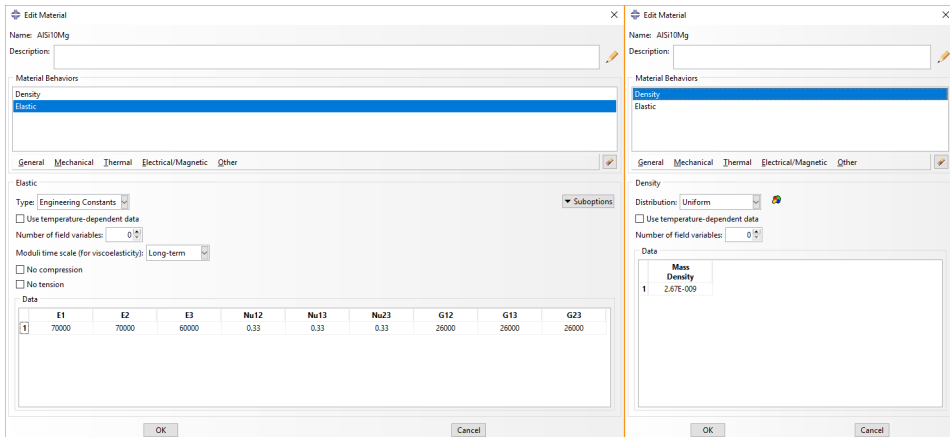 Edit Material
Name: AlSi10Mg
Description:
Material Behaviors
Density
Elastic
General Mechanical Thermal Electrical/Magnetic Other
Elastic
Type: Engineering Constants
Suboptions
Use temperature-dependent data
Number of field variables: 0
Moduli time scale (for viscoelasticity): Long-term
No compression
No tension
Data
E1 E2 E3 Nu12 Nu13 Nu23 G12 G13 G23
1 70000 70000 60000 0.33 0.33 0.33 26000 26000 26000
OK Cancel
Edit Material
Name: AlSi10Mg
Description:
Material Behaviors
Density
Elastic
General Mechanical Thermal Electrical/Magnetic Other
Density
Distribution: Uniform
Use temperature-dependent data
Number of field variables: 0
Data
Mass
Density
1 2.67E-009
OK Cancel